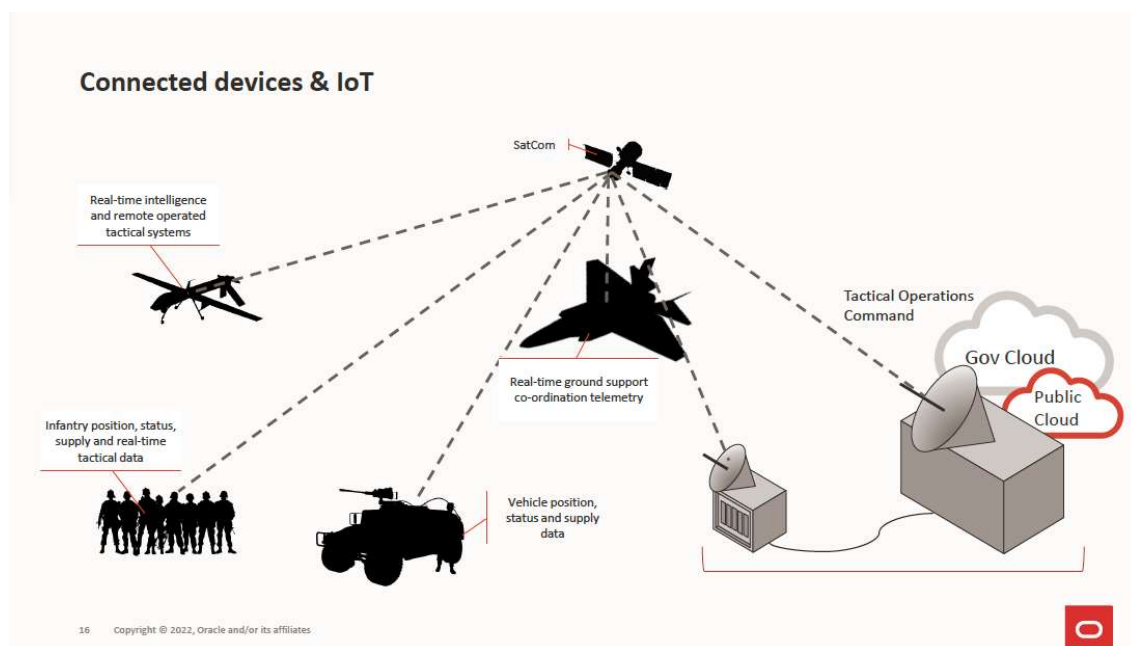 Connected devices & IoT
SatCom
Real-time intelligence
and remote operated
tactical systems
Tactical Operations
Command
Gov Cloud
Public
Cloud
Real-time ground support
co-ordination telemetry
Infantry position, status,
supply and real-time
tactical data
Vehicle position,
status and supply
data
16 Copyright © 2022, Oracle and/or its affiliates